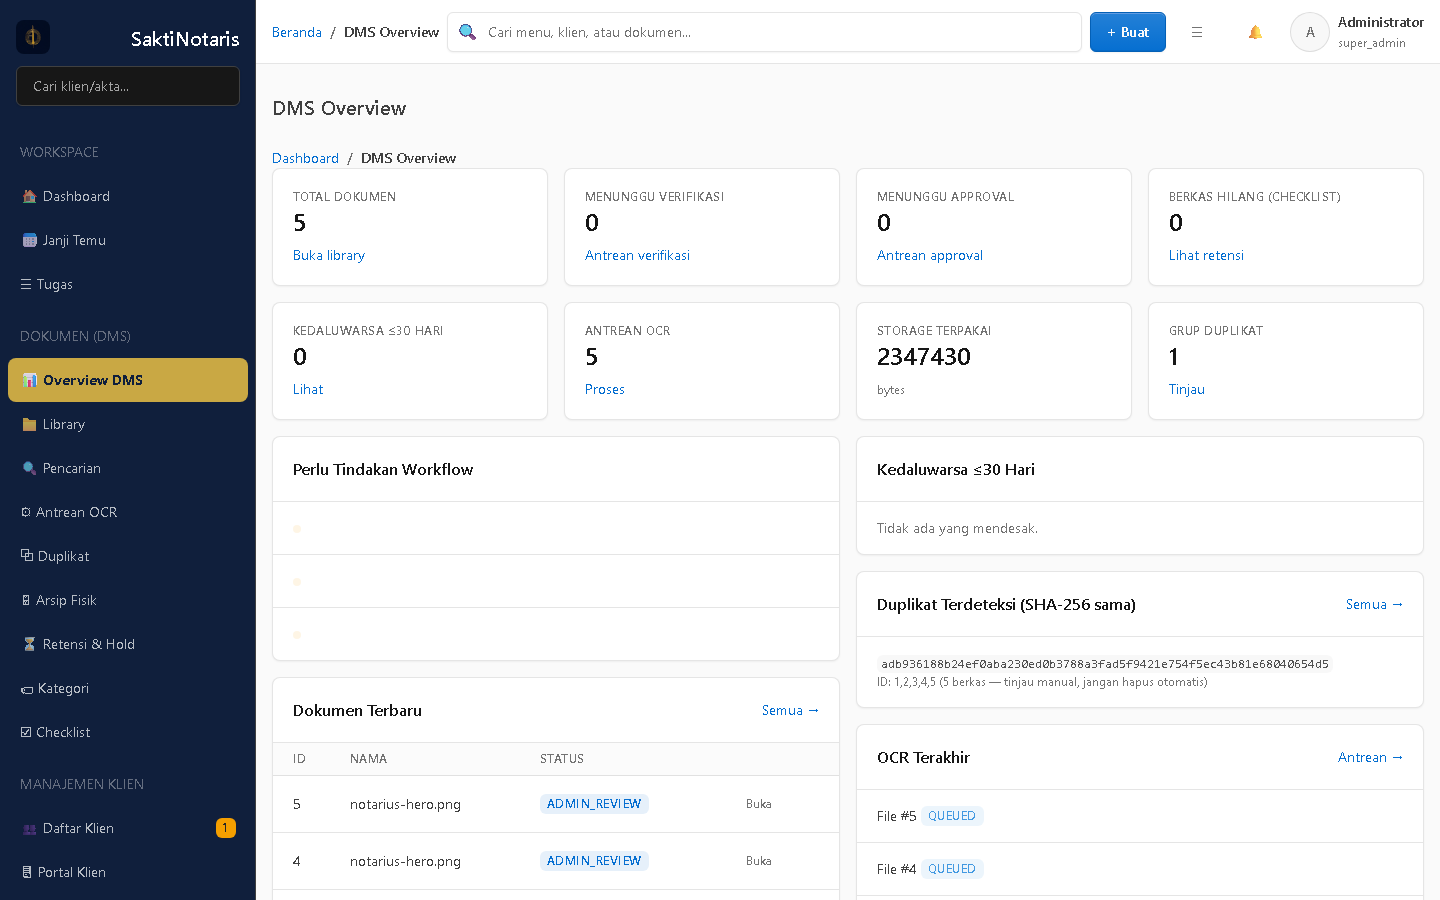 SaktiNotaris
Cari klien/akta...
WORKSPACE
Dashboard
Janji Temu
Tugas
DOKUMEN (DMS)
Overview DMS
Library
Pencarian
Antrean OCR
Duplikat
Arsip Fisik
Retensi & Hold
Kategori
Checklist
MANAJEMEN KLIEN
Daftar Klien 1
Portal Klien
Beranda / DMS Overview
Cari menu, klien, atau dokumen...
+ Buat
A
Administrator
super_admin
DMS Overview
Dashboard / DMS Overview
TOTAL DOKUMEN
5
Buka library
MENUNGGU VERIFIKASI
0
Antrean verifikasi
MENUNGGU APPROVAL
0
Antrean approval
BERKAS HILANG (CHECKLIST)
0
Lihat retensi
KEDALUWARSA ≤30 HARI
0
Lihat
ANTREAN OCR
5
Proses
STORAGE TERPAKAI
2347430
bytes
GRUP DUPLIKAT
1
Tinjau
Perlu Tindakan Workflow
Dokumen Terbaru Semua →
ID NAMA STATUS
5 notarius-hero.png ADMIN_REVIEW Buka
4 notarius-hero.png ADMIN_REVIEW Buka
Kedaluwarsa ≤30 Hari
Tidak ada yang mendesak.
Duplikat Terdeteksi (SHA-256 sama) Semua →
adb936188b24ef0aba230ed0b3788a3fad5f9421e754f5ec43b81e68040654d5
ID: 1,2,3,4,5 (5 berkas — tinjau manual, jangan hapus otomatis)
OCR Terakhir Antrean →
File #5 QUEUED
File #4 QUEUED